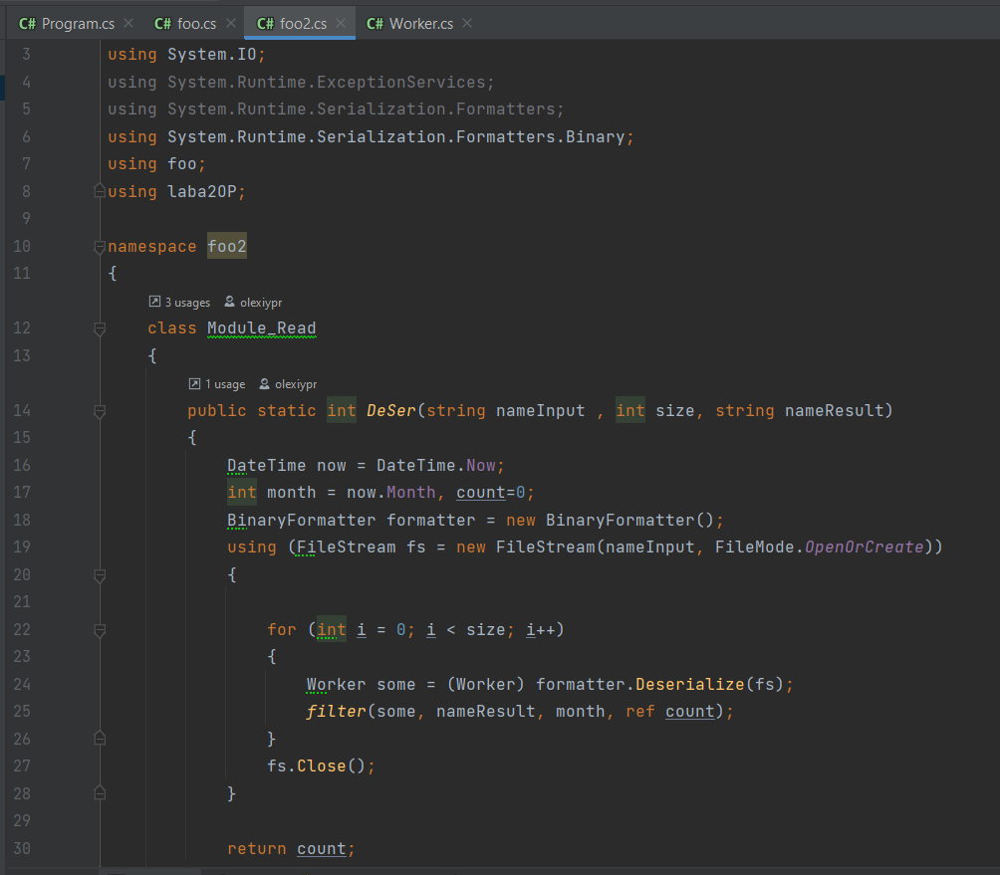 C# Program.cs × C# foo.cs × C# foo2.cs × C# Worker.cs ×
3 using System.IO;
4 using System.Runtime.ExceptionServices;
5 using System.Runtime.Serialization.Formatters;
6 using System.Runtime.Serialization.Formatters.Binary;
7 using foo;
8 using laba2OP;
9
10 namespace foo2
11 {
3 usages olexiypr
12 class Module_Read
13 {
1 usage olexiypr
14 public static int DeSer(string nameInput , int size, string nameResult)
15 {
16 DateTime now = DateTime.Now;
17 int month = now.Month, count=0;
18 BinaryFormatter formatter = new BinaryFormatter();
19 using (FileStream fs = new FileStream(nameInput, FileMode.OpenOrCreate))
20 {
21
22 for (int i = 0; i < size; i++)
23 {
24 Worker some = (Worker) formatter.Deserialize(fs);
25 filter(some, nameResult, month, ref count);
26 }
27 fs.Close();
28 }
29
30 return count;